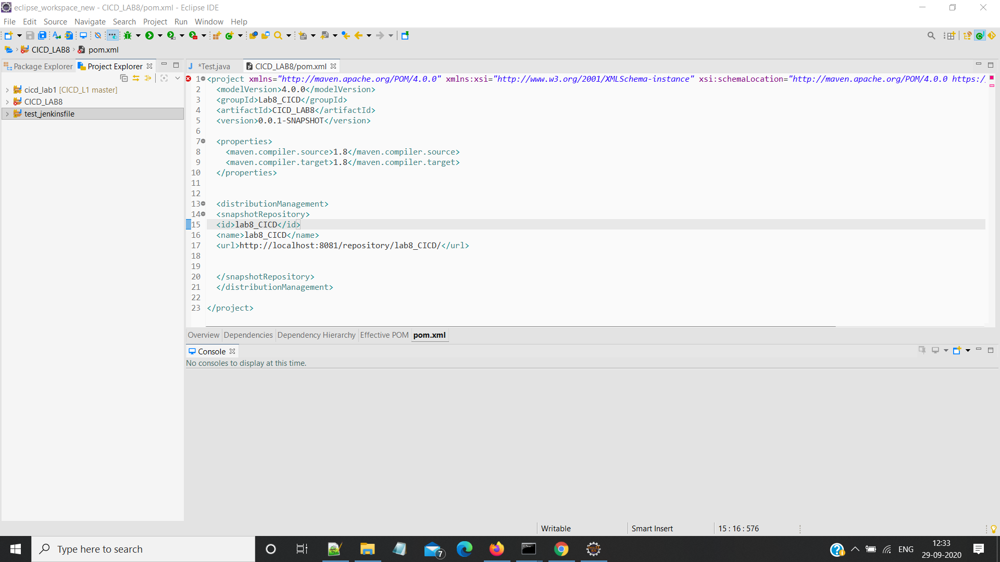 eclipse_workspace_new - CICD_LAB8/pom.xml - Eclipse IDE
File Edit Source Navigate Search Project Run Window Help
CICD_LAB8 pom.xml
Package Explorer Project Explorer
*Test.java CICD_LAB8/pom.xml
cicd_lab1 [CICD_L1 master]
CICD_LAB8
test_jenkinsfile
1 <project xmlns="http://maven.apache.org/POM/4.0.0" xmlns:xsi="http://www.w3.org/2001/XMLSchema-instance" xsi:schemaLocation="http://maven.apache.org/POM/4.0.0 https:/
2 <modelVersion>4.0.0</modelVersion>
3 <groupId>Lab8_CICD</groupId>
4 <artifactId>CICD_LAB8</artifactId>
5 <version>0.0.1-SNAPSHOT</version>
6
7 <properties>
8 <maven.compiler.source>1.8</maven.compiler.source>
9 <maven.compiler.target>1.8</maven.compiler.target>
10 </properties>
11
12
13 <distributionManagement>
14 <snapshotRepository>
15 <id>lab8_CICD</id>
16 <name>lab8_CICD</name>
17 <url>http://localhost:8081/repository/lab8_CICD/</url>
18
19
20 </snapshotRepository>
21 </distributionManagement>
22
23 </project>
Overview Dependencies Dependency Hierarchy Effective POM pom.xml
Console
No consoles to display at this time.
Writable Smart Insert 15 : 16 : 576
Type here to search
7
ENG
12:33
29-09-2020